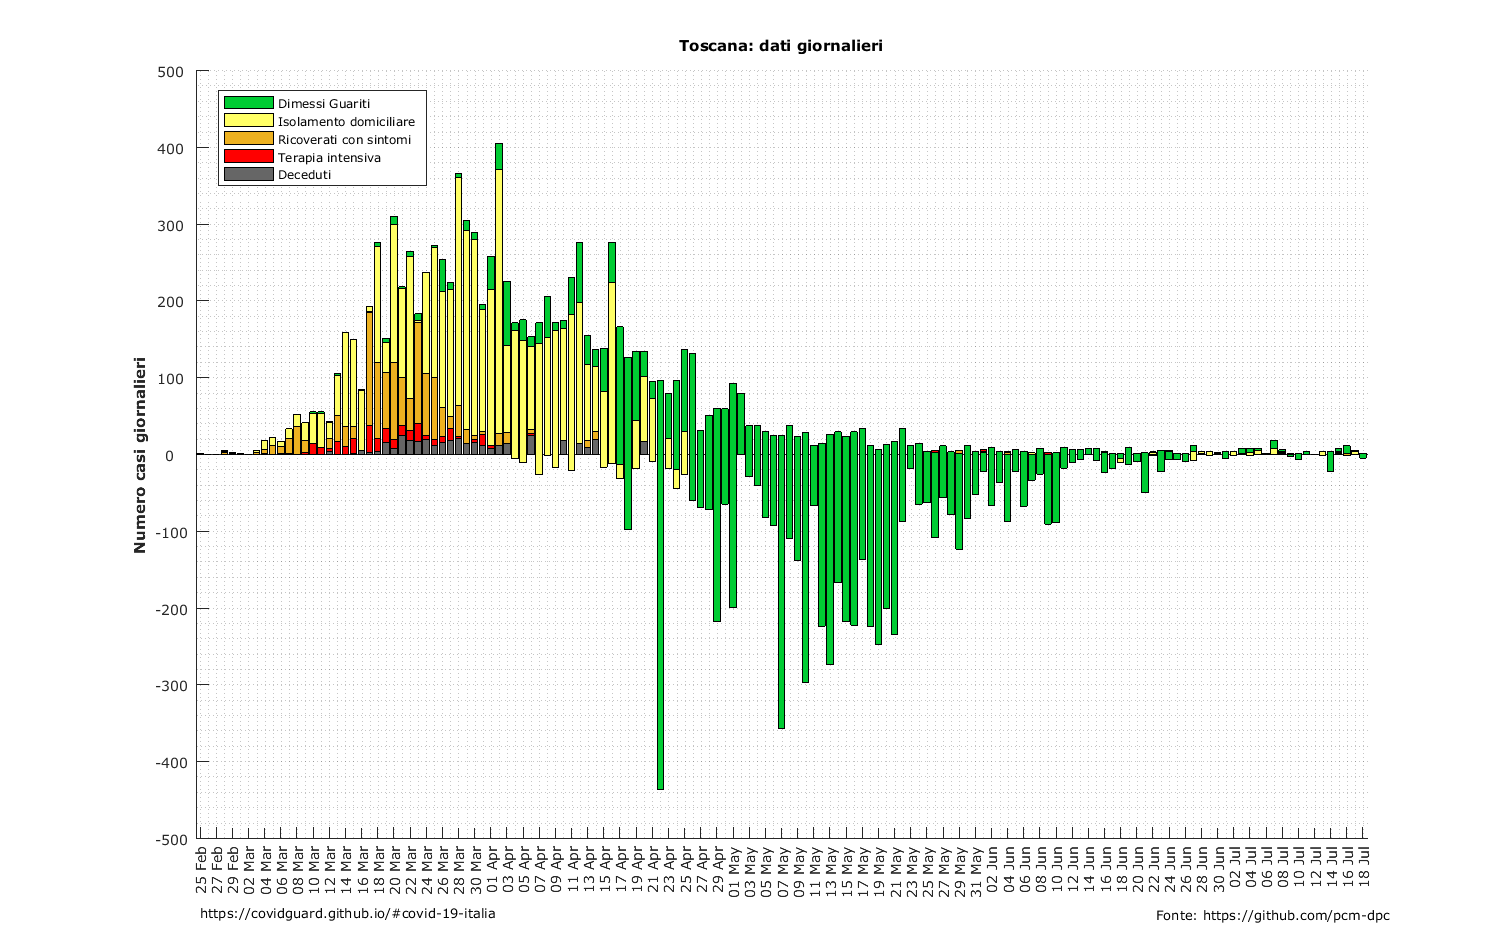 Toscana: dati giornalieri
500
400
300
200
100
0
-100
-200
-300
-400
-500
Numero casi giornalieri
Dimessi Guariti
Isolamento domiciliare
Ricoverati con sintomi
Terapia intensiva
Deceduti
25 Feb
27 Feb
29 Feb
02 Mar
04 Mar
06 Mar
08 Mar
10 Mar
12 Mar
14 Mar
16 Mar
18 Mar
20 Mar
22 Mar
24 Mar
26 Mar
28 Mar
30 Mar
01 Apr
03 Apr
05 Apr
07 Apr
09 Apr
11 Apr
13 Apr
15 Apr
17 Apr
19 Apr
21 Apr
23 Apr
25 Apr
27 Apr
29 Apr
01 May
03 May
05 May
07 May
09 May
11 May
13 May
15 May
17 May
19 May
21 May
23 May
25 May
27 May
29 May
31 May
02 Jun
04 Jun
06 Jun
08 Jun
10 Jun
12 Jun
14 Jun
16 Jun
18 Jun
20 Jun
22 Jun
24 Jun
26 Jun
28 Jun
30 Jun
02 Jul
04 Jul
06 Jul
08 Jul
10 Jul
12 Jul
14 Jul
16 Jul
18 Jul
https://covidguard.github.io/#covid-19-italia
Fonte: https://github.com/pcm-dpc